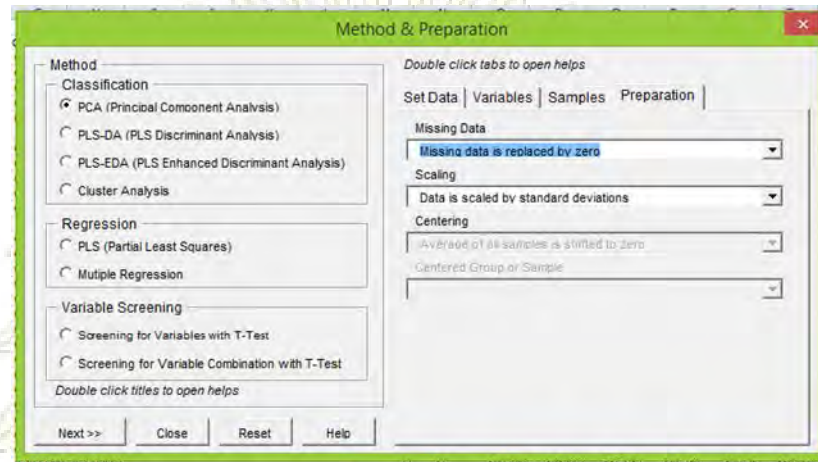 Method & Preparation
Method
Classification
PCA (Principal Component Analysis)
PLS-DA (PLS Discriminant Analysis)
PLS-EDA (PLS Enhanced Discriminant Analysis)
Cluster Analysis
Regression
PLS (Partial Least Squares)
Mutiple Regression
Variable Screening
Screening for Variables with T-Test
Screening for Variable Combination with T-Test
Double click titles to open helps
Next >>
Close
Reset
Help
Double click tabs to open helps
Set Data
Variables
Samples
Preparation
Missing Data
Missing data is replaced by zero
Scaling
Data is scaled by standard deviations
Centering
Average of all samples is shifted to zero
Centered Group or Sample